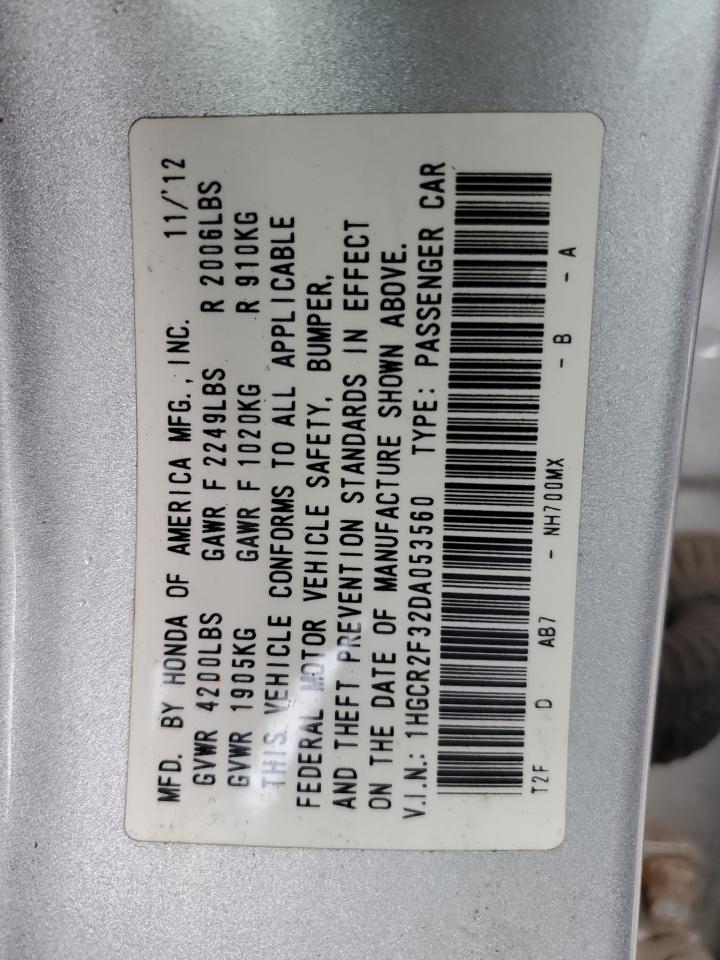 MFD. BY HONDA OF AMERICA MFG., INC. 11/'12
GVWR 4200LBS GAWR F 2249LBS R 2006LBS
GVWR 1905KG GAWR F 1020KG R 910KG
THIS VEHICLE CONFORMS TO ALL APPLICABLE
FEDERAL MOTOR VEHICLE SAFETY, BUMPER,
AND THEFT PREVENTION STANDARDS IN EFFECT
ON THE DATE OF MANUFACTURE SHOWN ABOVE.
V.I.N.: 1HGCR2F32DA053560 TYPE: PASSENGER CAR
T2F D AB7 - NH700MX - B - A